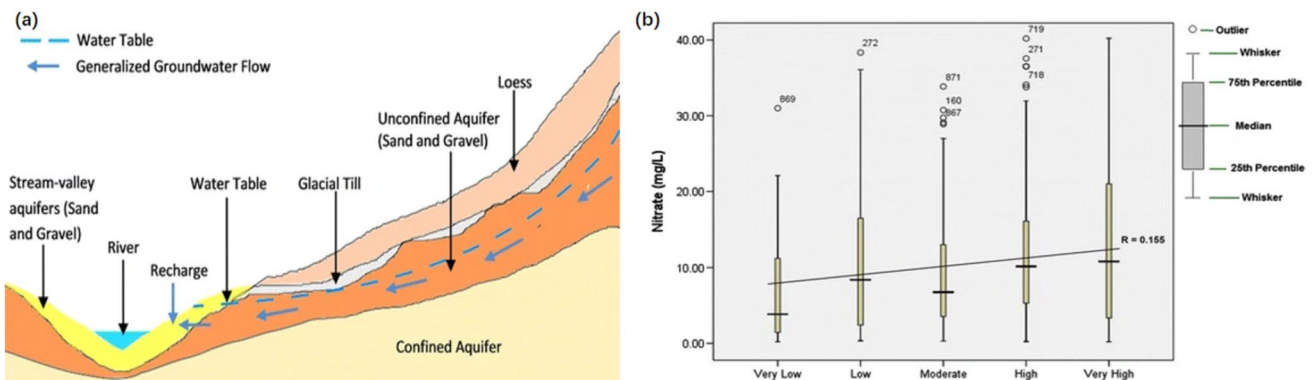 (a)
Water Table
Generalized Groundwater Flow
Loess
Unconfined Aquifer
(Sand and Gravel)
Stream-valley
aquifers (Sand
and Gravel)
Water Table
Glacial Till
River
Recharge
Confined Aquifer
(b)
40.00
30.00
20.00
10.00
0.00
Nitrate (mg/L)
869
272
871
160
867
719
271
718
R = 0.155
Very Low
Low
Moderate
High
Very High
Outlier
Whisker
75th Percentile
Median
25th Percentile
Whisker